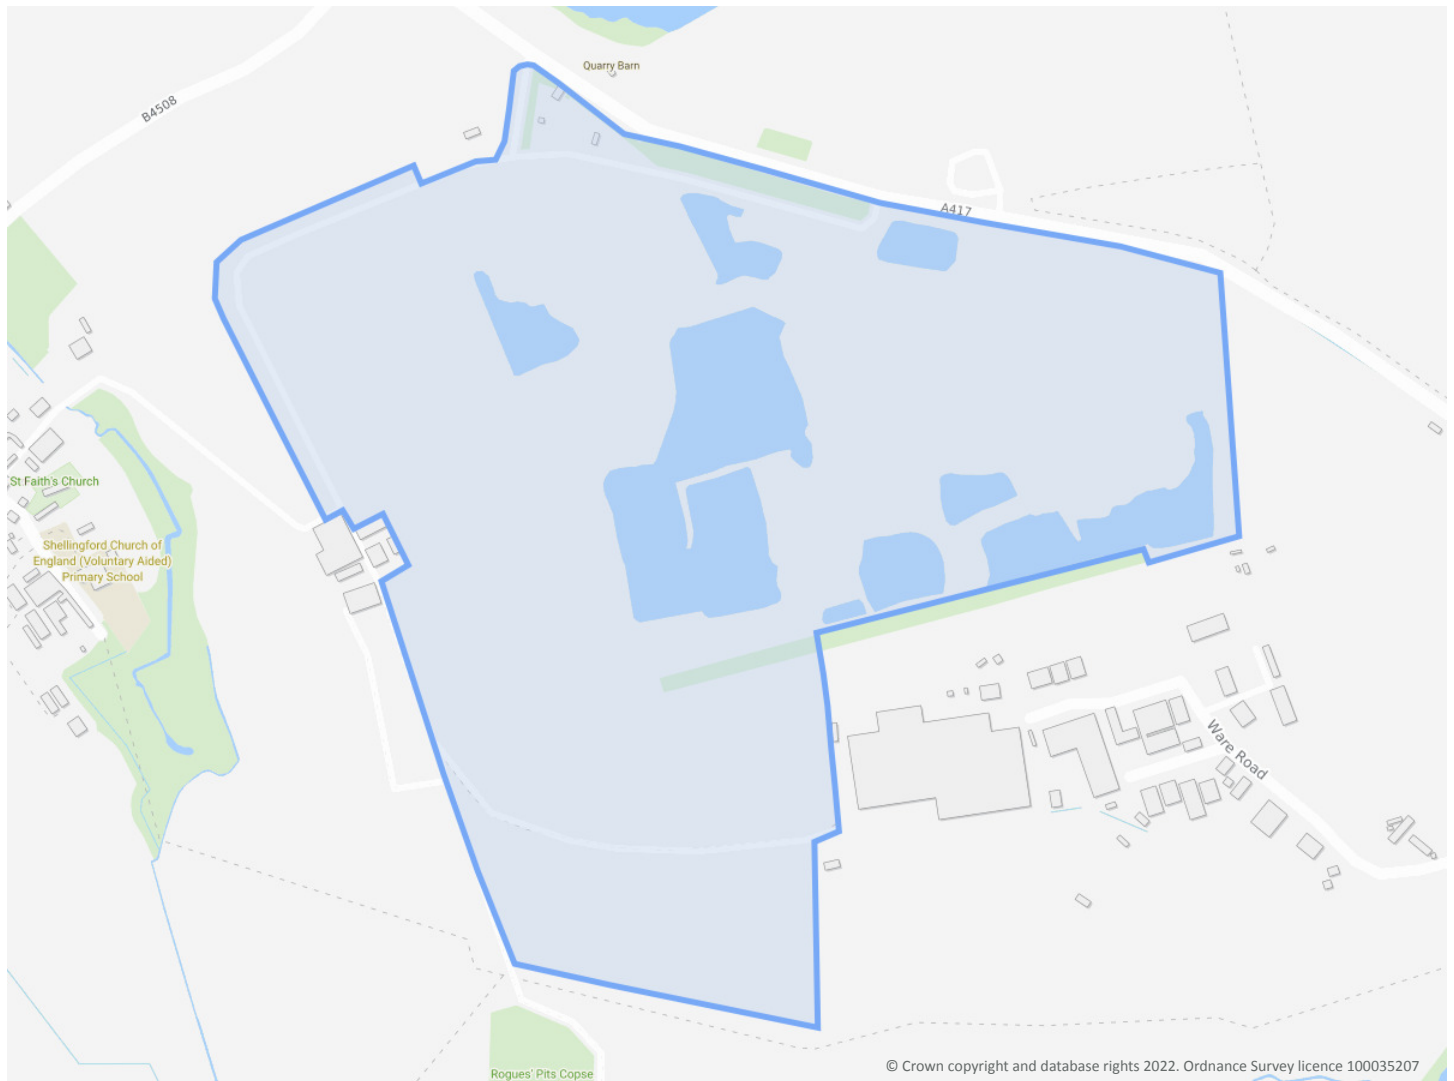 Quarry Barn
B4508
A417
St Faith's Church
Shellingford Church of
England (Voluntary Aided)
Primary School
Ware Road
Rogues' Pits Copse
© Crown copyright and database rights 2022. Ordnance Survey licence 100035207